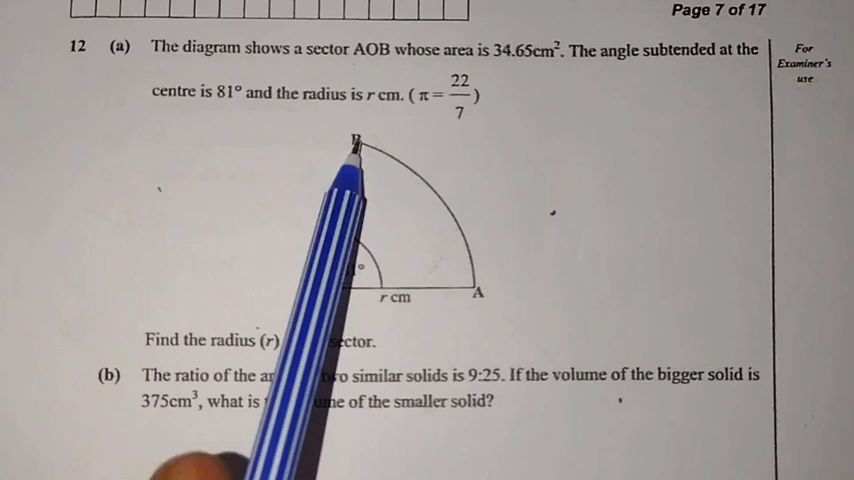 Page 7 of 17
12 (a) The diagram shows a sector AOB whose area is 34.65cm². The angle subtended at the
For
Examiner's
use
centre is 81° and the radius is r cm. ( π = 22/7 )
B
r cm
A
Find the radius (r) sector.
(b) The ratio of the two similar solids is 9:25. If the volume of the bigger solid is
375cm³, what is of the smaller solid?